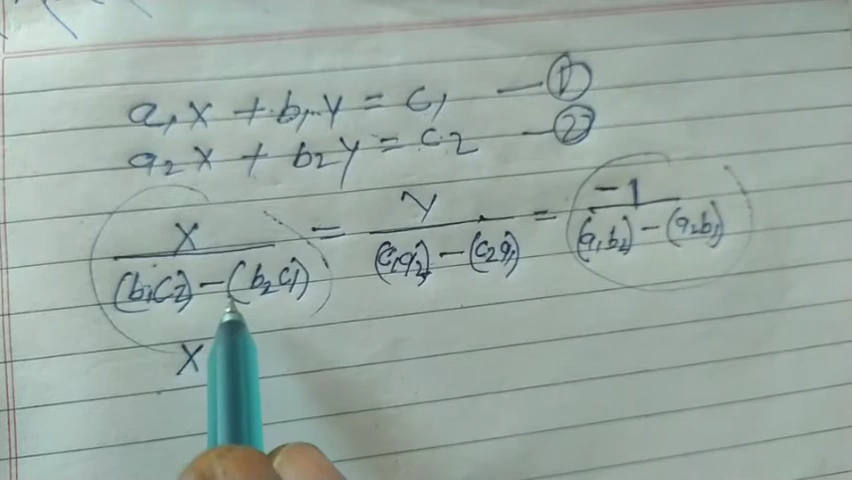 a₁x + b₁y = c₁ — ①
a₂x + b₂y = c₂ — ②
x/((b₁c₂) - (b₂c₁)) = y/((c₁a₂) - (c₂a₁)) = -1/((a₁b₂) - (a₂b₁))
x